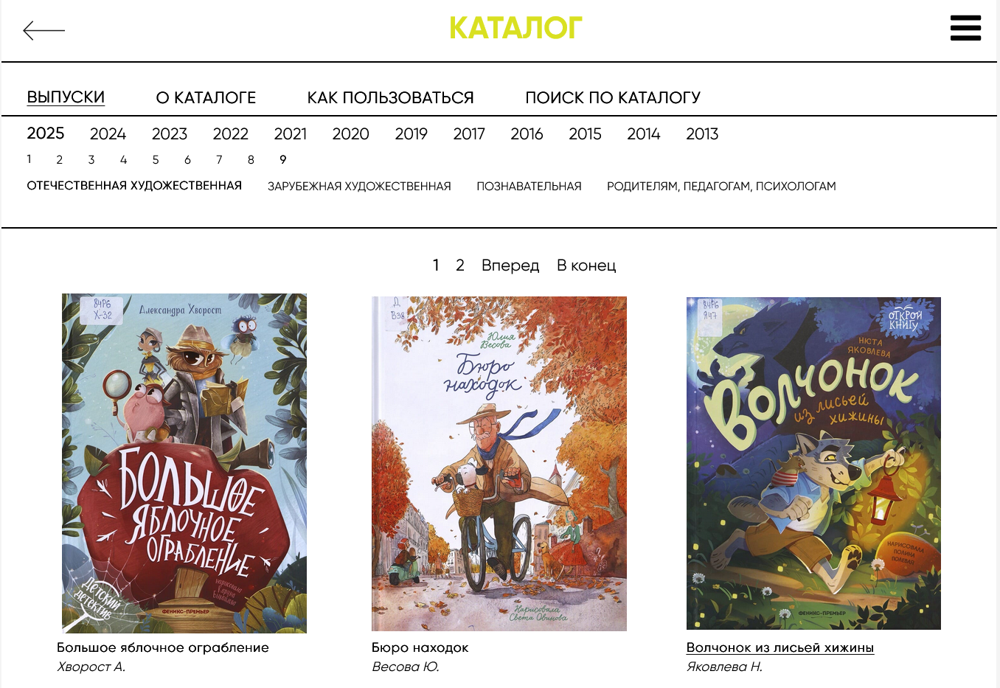 КАТАЛОГ
ВЫПУСКИ О КАТАЛОГЕ КАК ПОЛЬЗОВАТЬСЯ ПОИСК ПО КАТАЛОГУ
2025 2024 2023 2022 2021 2020 2019 2017 2016 2015 2014 2013
1 2 3 4 5 6 7 8 9
ОТЕЧЕСТВЕННАЯ ХУДОЖЕСТВЕННАЯ ЗАРУБЕЖНАЯ ХУДОЖЕСТВЕННАЯ ПОЗНАВАТЕЛЬНАЯ РОДИТЕЛЯМ, ПЕДАГОГАМ, ПСИХОЛОГАМ
1 2 Вперед В конец
84Р6
Х-32
Александра Хворост
БОЛЬШОЕ
ЯБЛОЧНОЕ
ОГРАБЛЕНИЕ
нарисовала
Детский
детектив
ФЕНИКС-ПРЕМЬЕР
Большое яблочное ограбление
Хворост А.
Д
В38
Юлия
Весова
Бюро
находок
Нарисовала
Света Овинова
Бюро находок
Весова Ю.
84Р6
Я47
ОТКРОЙ
КНИГУ
НЮТА
ЯКОВЛЕВА
ВОЛЧОНОК
ИЗ ЛИСЬЕЙ
ХИЖИНЫ
НАРИСОВАЛА
ПОЛИНА
ПОЛЕВАЯ
ФЕНИКС-ПРЕМЬЕР
Волчонок из лисьей хижины
Яковлева Н.